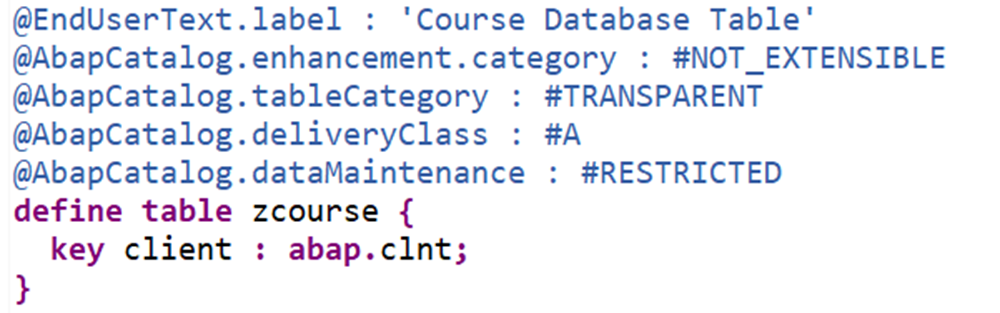 @EndUserText.label : 'Course Database Table'
@AbapCatalog.enhancement.category : #NOT_EXTENSIBLE
@AbapCatalog.tableCategory : #TRANSPARENT
@AbapCatalog.deliveryClass : #A
@AbapCatalog.dataMaintenance : #RESTRICTED
define table zcourse {
  key client : abap.clnt;
}